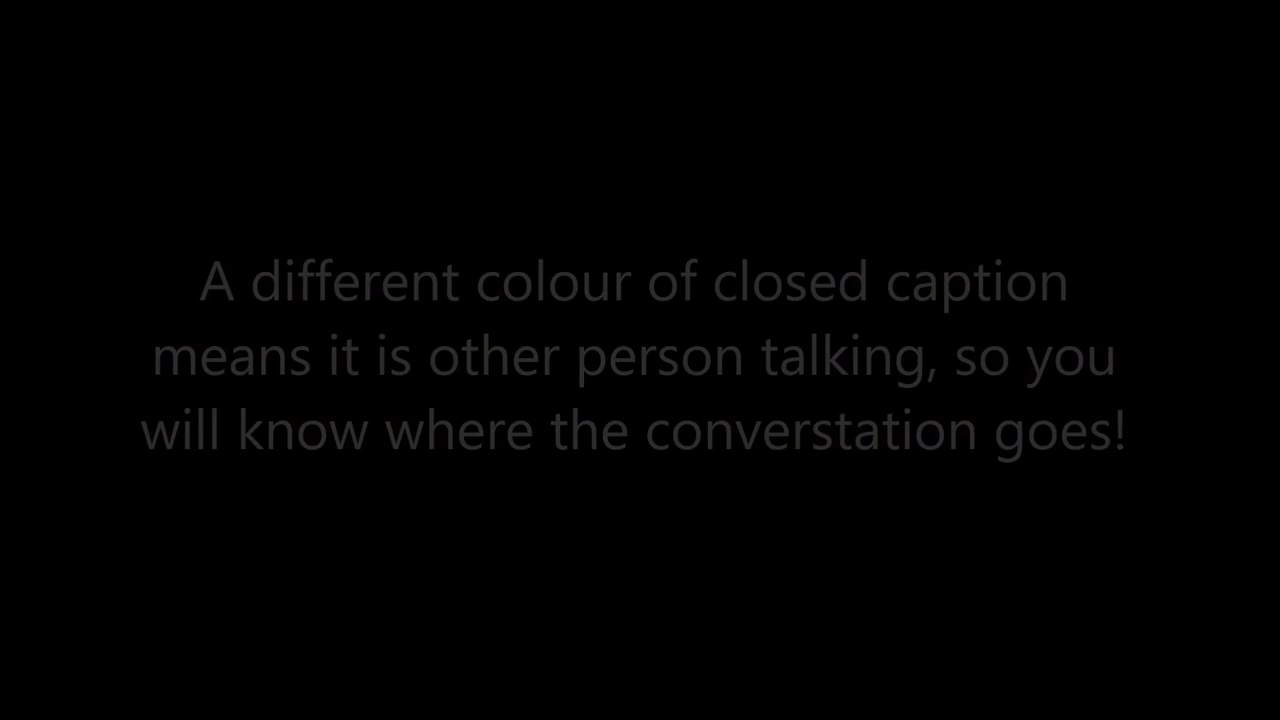 A different colour of closed caption
means it is other person talking, so you
will know where the converstation goes!